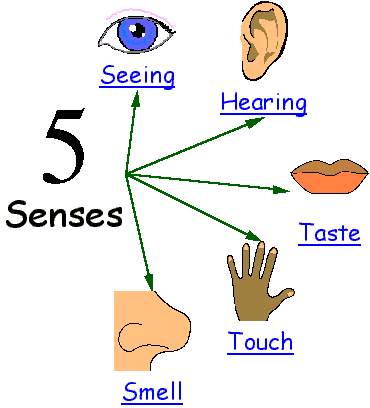 5
Senses
Seeing
Hearing
Taste
Touch
Smell